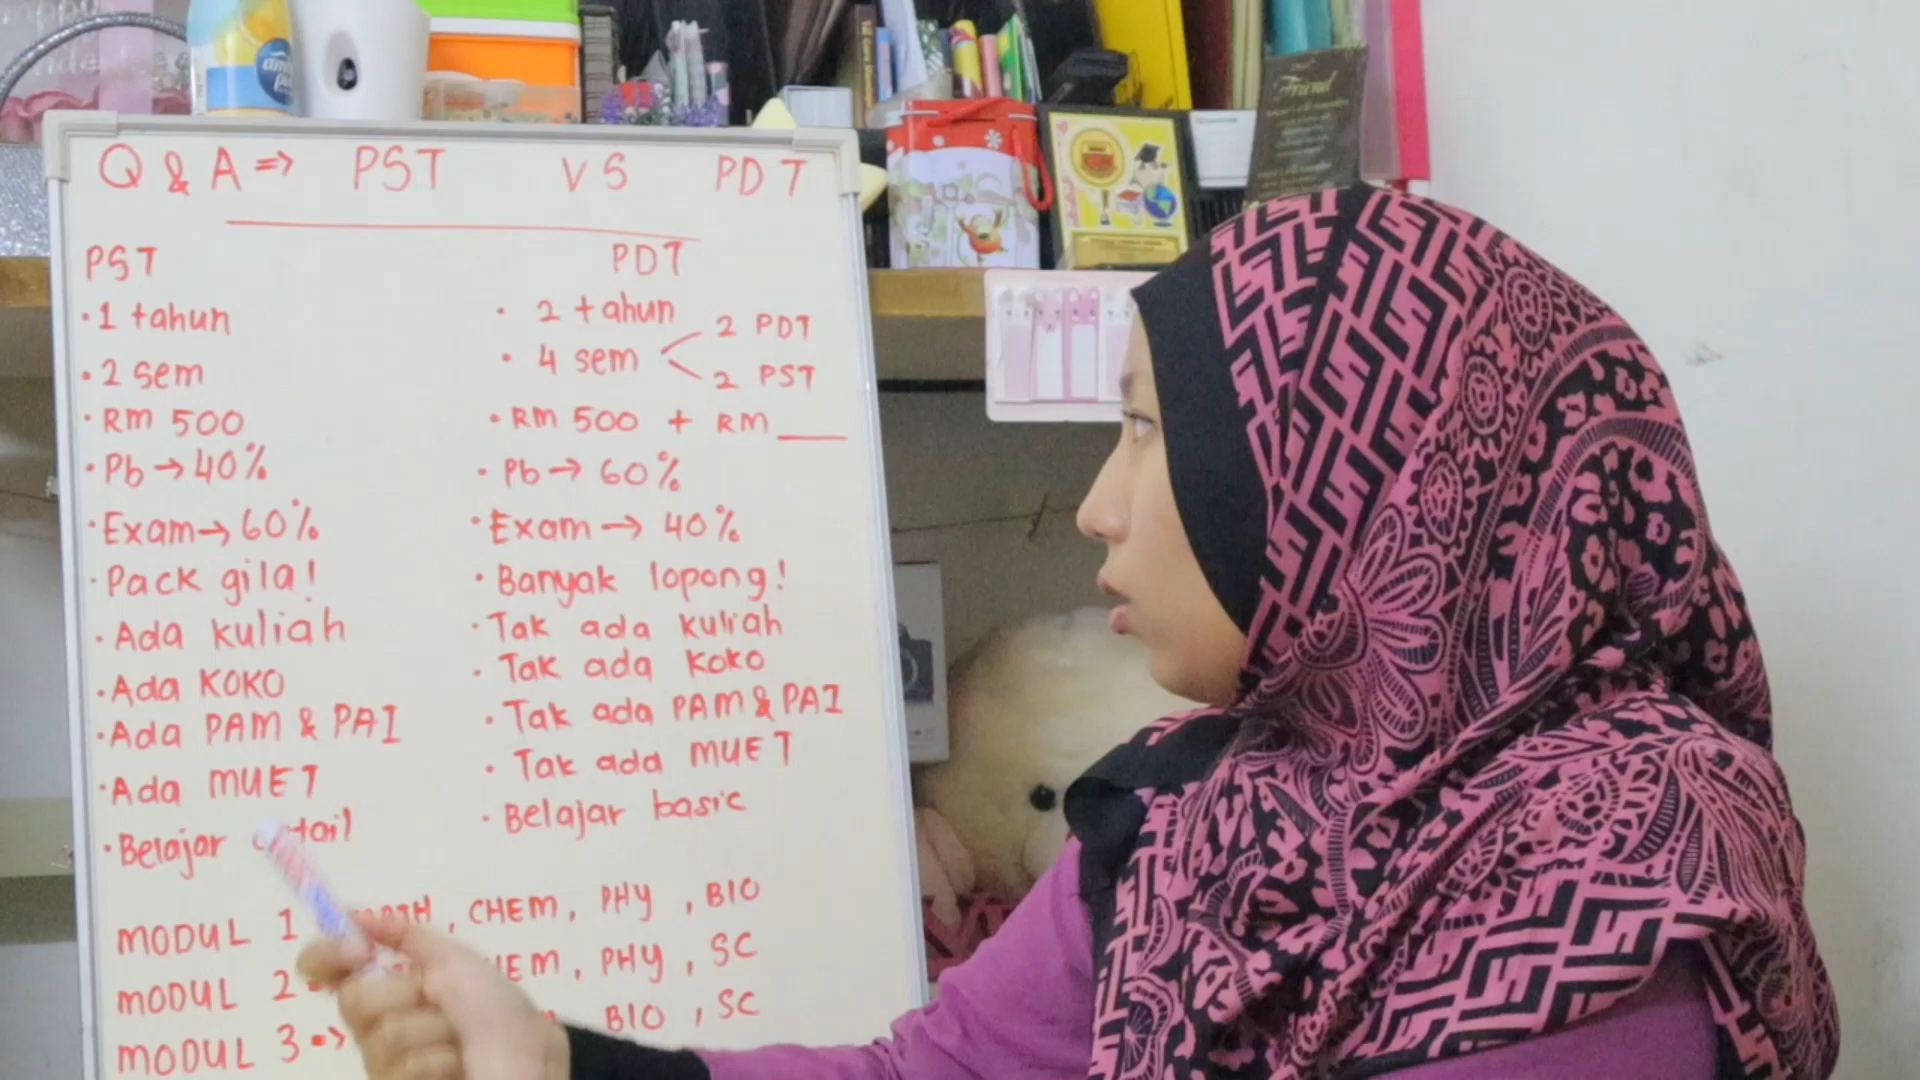 Q & A => PST VS PDT
PST
• 1 tahun
• 2 sem
• RM 500
• Pb → 40%
• Exam → 60%
• Pack gila!
• Ada kuliah
• Ada KOKO
• Ada PAM & PAI
• Ada MUET
• Belajar
PDT
• 2 tahun
• 4 sem < 2 PDT
2 PST
• RM 500 + RM ___
• Pb → 60%
• Exam → 40%
• Banyak lopong!
• Tak ada kuliah
• Tak ada KOKO
• Tak ada PAM & PAI
• Tak ada MUET
• Belajar basic
MODUL 1 , CHEM, PHY , BIO
MODUL 2 , PHY , SC
MODUL 3 → BIO , SC
Friend